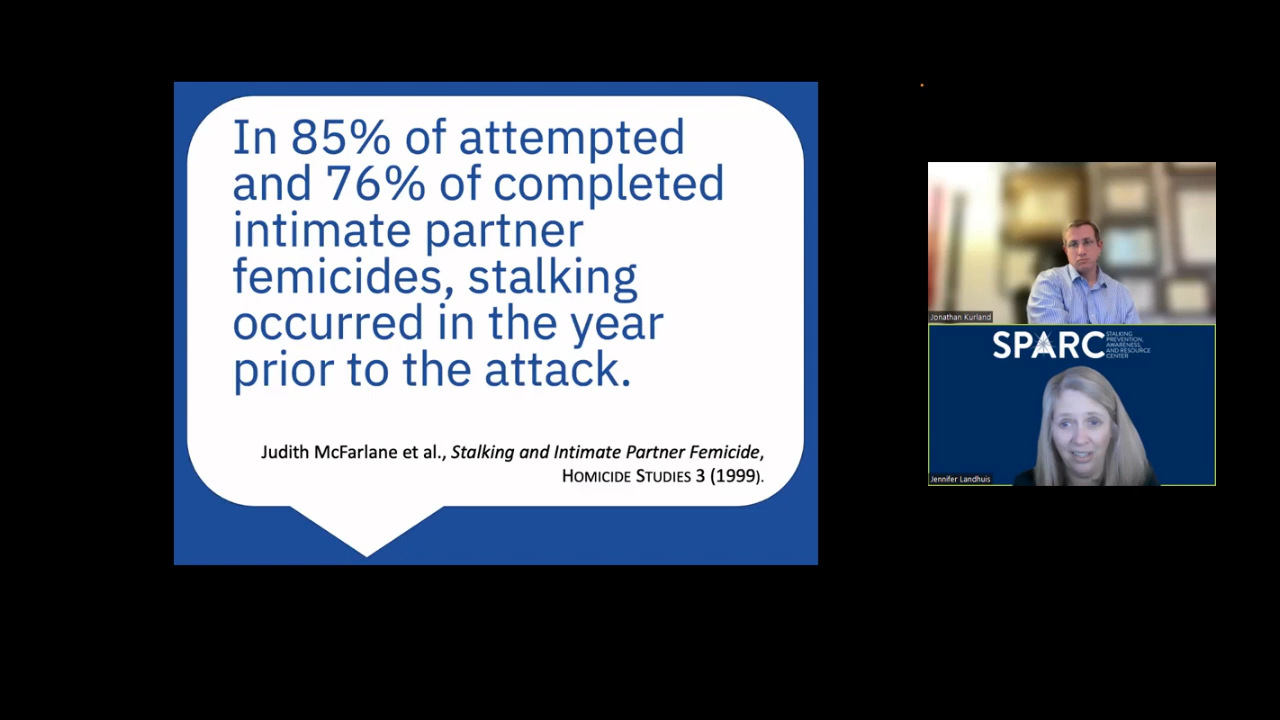 In 85% of attempted
and 76% of completed
intimate partner
femicides, stalking
occurred in the year
prior to the attack.
Judith McFarlane et al., Stalking and Intimate Partner Femicide,
HOMICIDE STUDIES 3 (1999).
Jonathan Kurland
SPARC
STALKING
PREVENTION,
AWARENESS,
AND RESOURCE
CENTER
Jennifer Landhuis